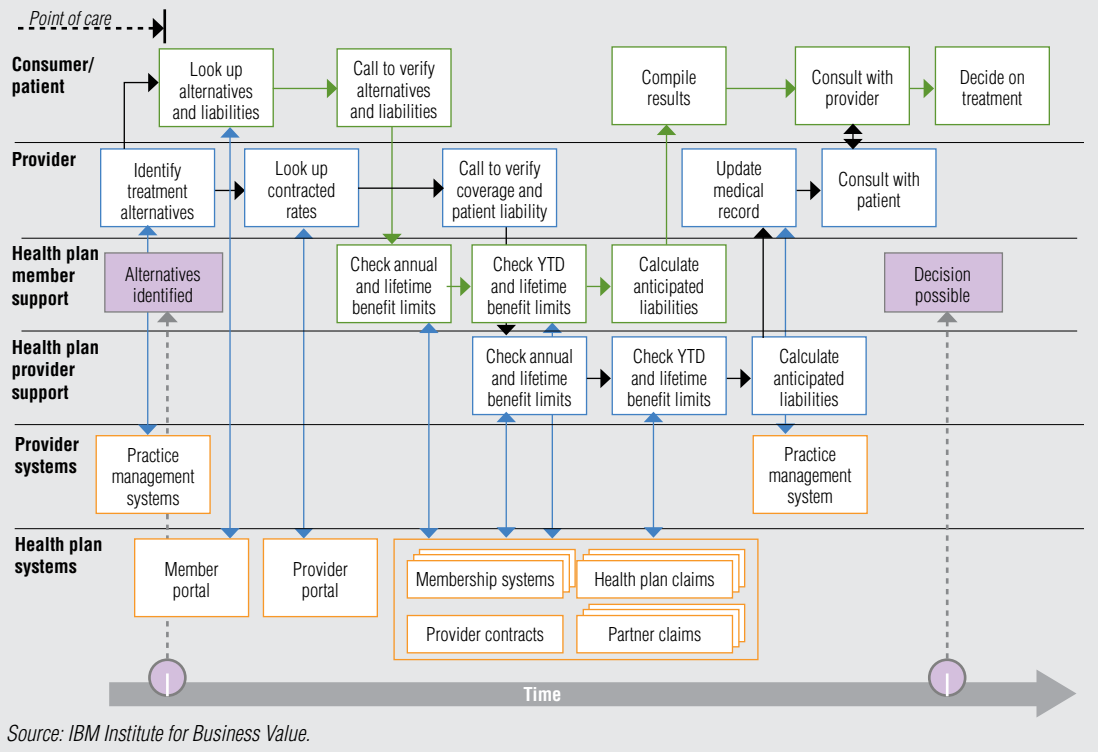 Point of care
Consumer/
patient
Look up
alternatives
and liabilities
Call to verify
alternatives
and liabilities
Compile
results
Consult with
provider
Decide on
treatment
Provider
Identify
treatment
alternatives
Look up
contracted
rates
Call to verify
coverage and
patient liability
Update
medical
record
Consult with
patient
Health plan
member
support
Alternatives
identified
Check annual
and lifetime
benefit limits
Check YTD
and lifetime
benefit limits
Calculate
anticipated
liabilities
Decision
possible
Health plan
provider
support
Check annual
and lifetime
benefit limits
Check YTD
and lifetime
benefit limits
Calculate
anticipated
liabilities
Provider
systems
Practice
management
systems
Practice
management
system
Health plan
systems
Member
portal
Provider
portal
Membership systems
Health plan claims
Provider contracts
Partner claims
Time
Source: IBM Institute for Business Value.